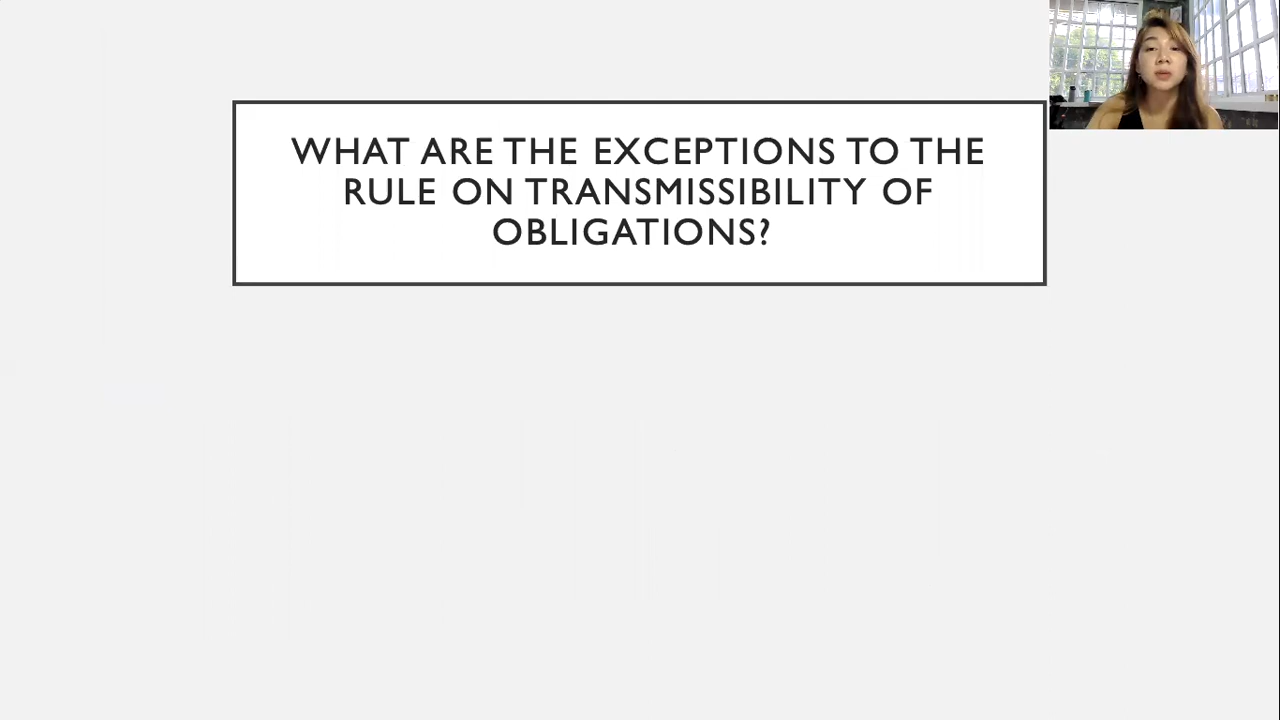 WHAT ARE THE EXCEPTIONS TO THE
RULE ON TRANSMISSIBILITY OF
OBLIGATIONS?